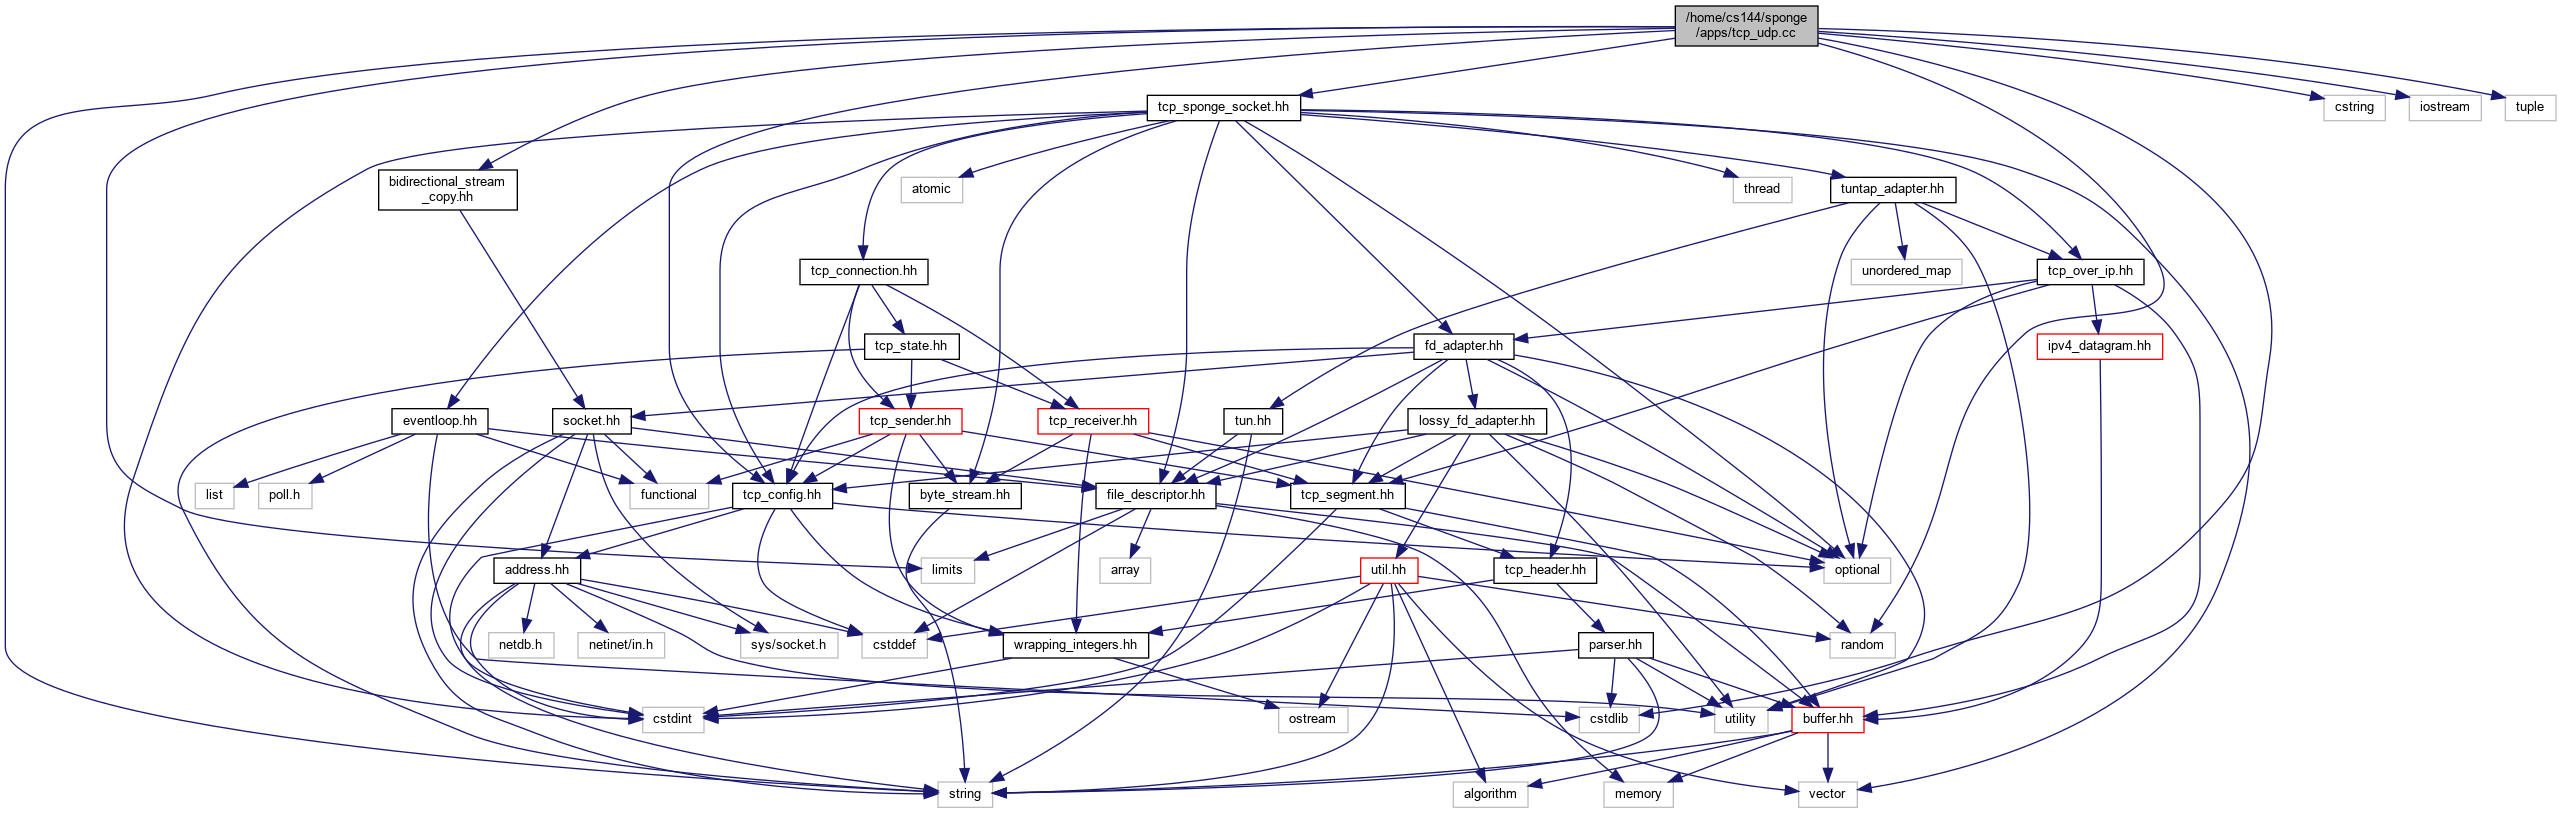 /home/cs144/sponge
/apps/tcp_udp.cc
tcp_sponge_socket.hh
cstring
iostream
tuple
bidirectional_stream
_copy.hh
atomic
thread
tuntap_adapter.hh
tcp_connection.hh
unordered_map
tcp_over_ip.hh
tcp_state.hh
fd_adapter.hh
ipv4_datagram.hh
eventloop.hh
socket.hh
tcp_sender.hh
tcp_receiver.hh
tun.hh
lossy_fd_adapter.hh
list
poll.h
functional
tcp_config.hh
byte_stream.hh
file_descriptor.hh
tcp_segment.hh
address.hh
limits
array
util.hh
tcp_header.hh
optional
netdb.h
netinet/in.h
sys/socket.h
cstddef
wrapping_integers.hh
parser.hh
random
cstdint
ostream
cstdlib
utility
buffer.hh
string
algorithm
memory
vector